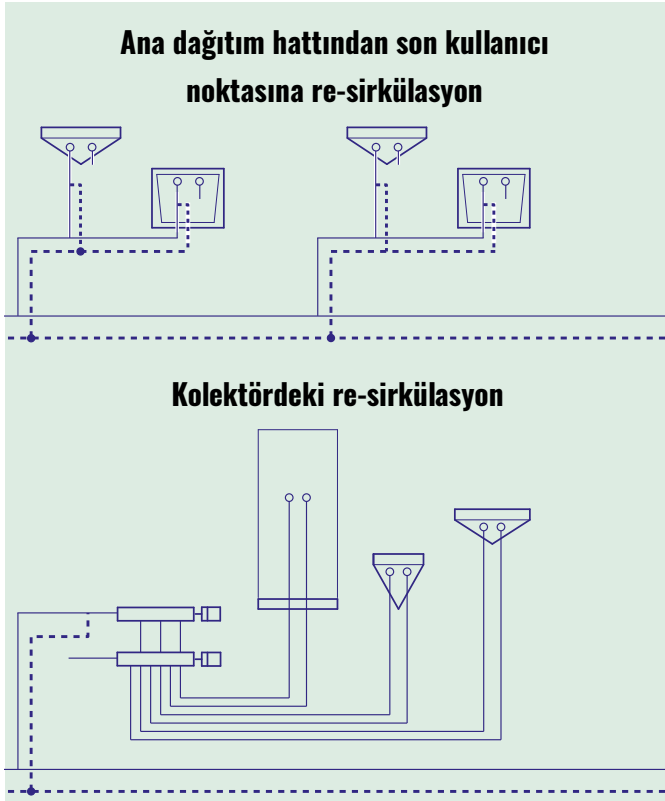 Ana dağıtım hattından son kullanıcı
noktasına re-sirkülasyon
Kolektördeki re-sirkülasyon